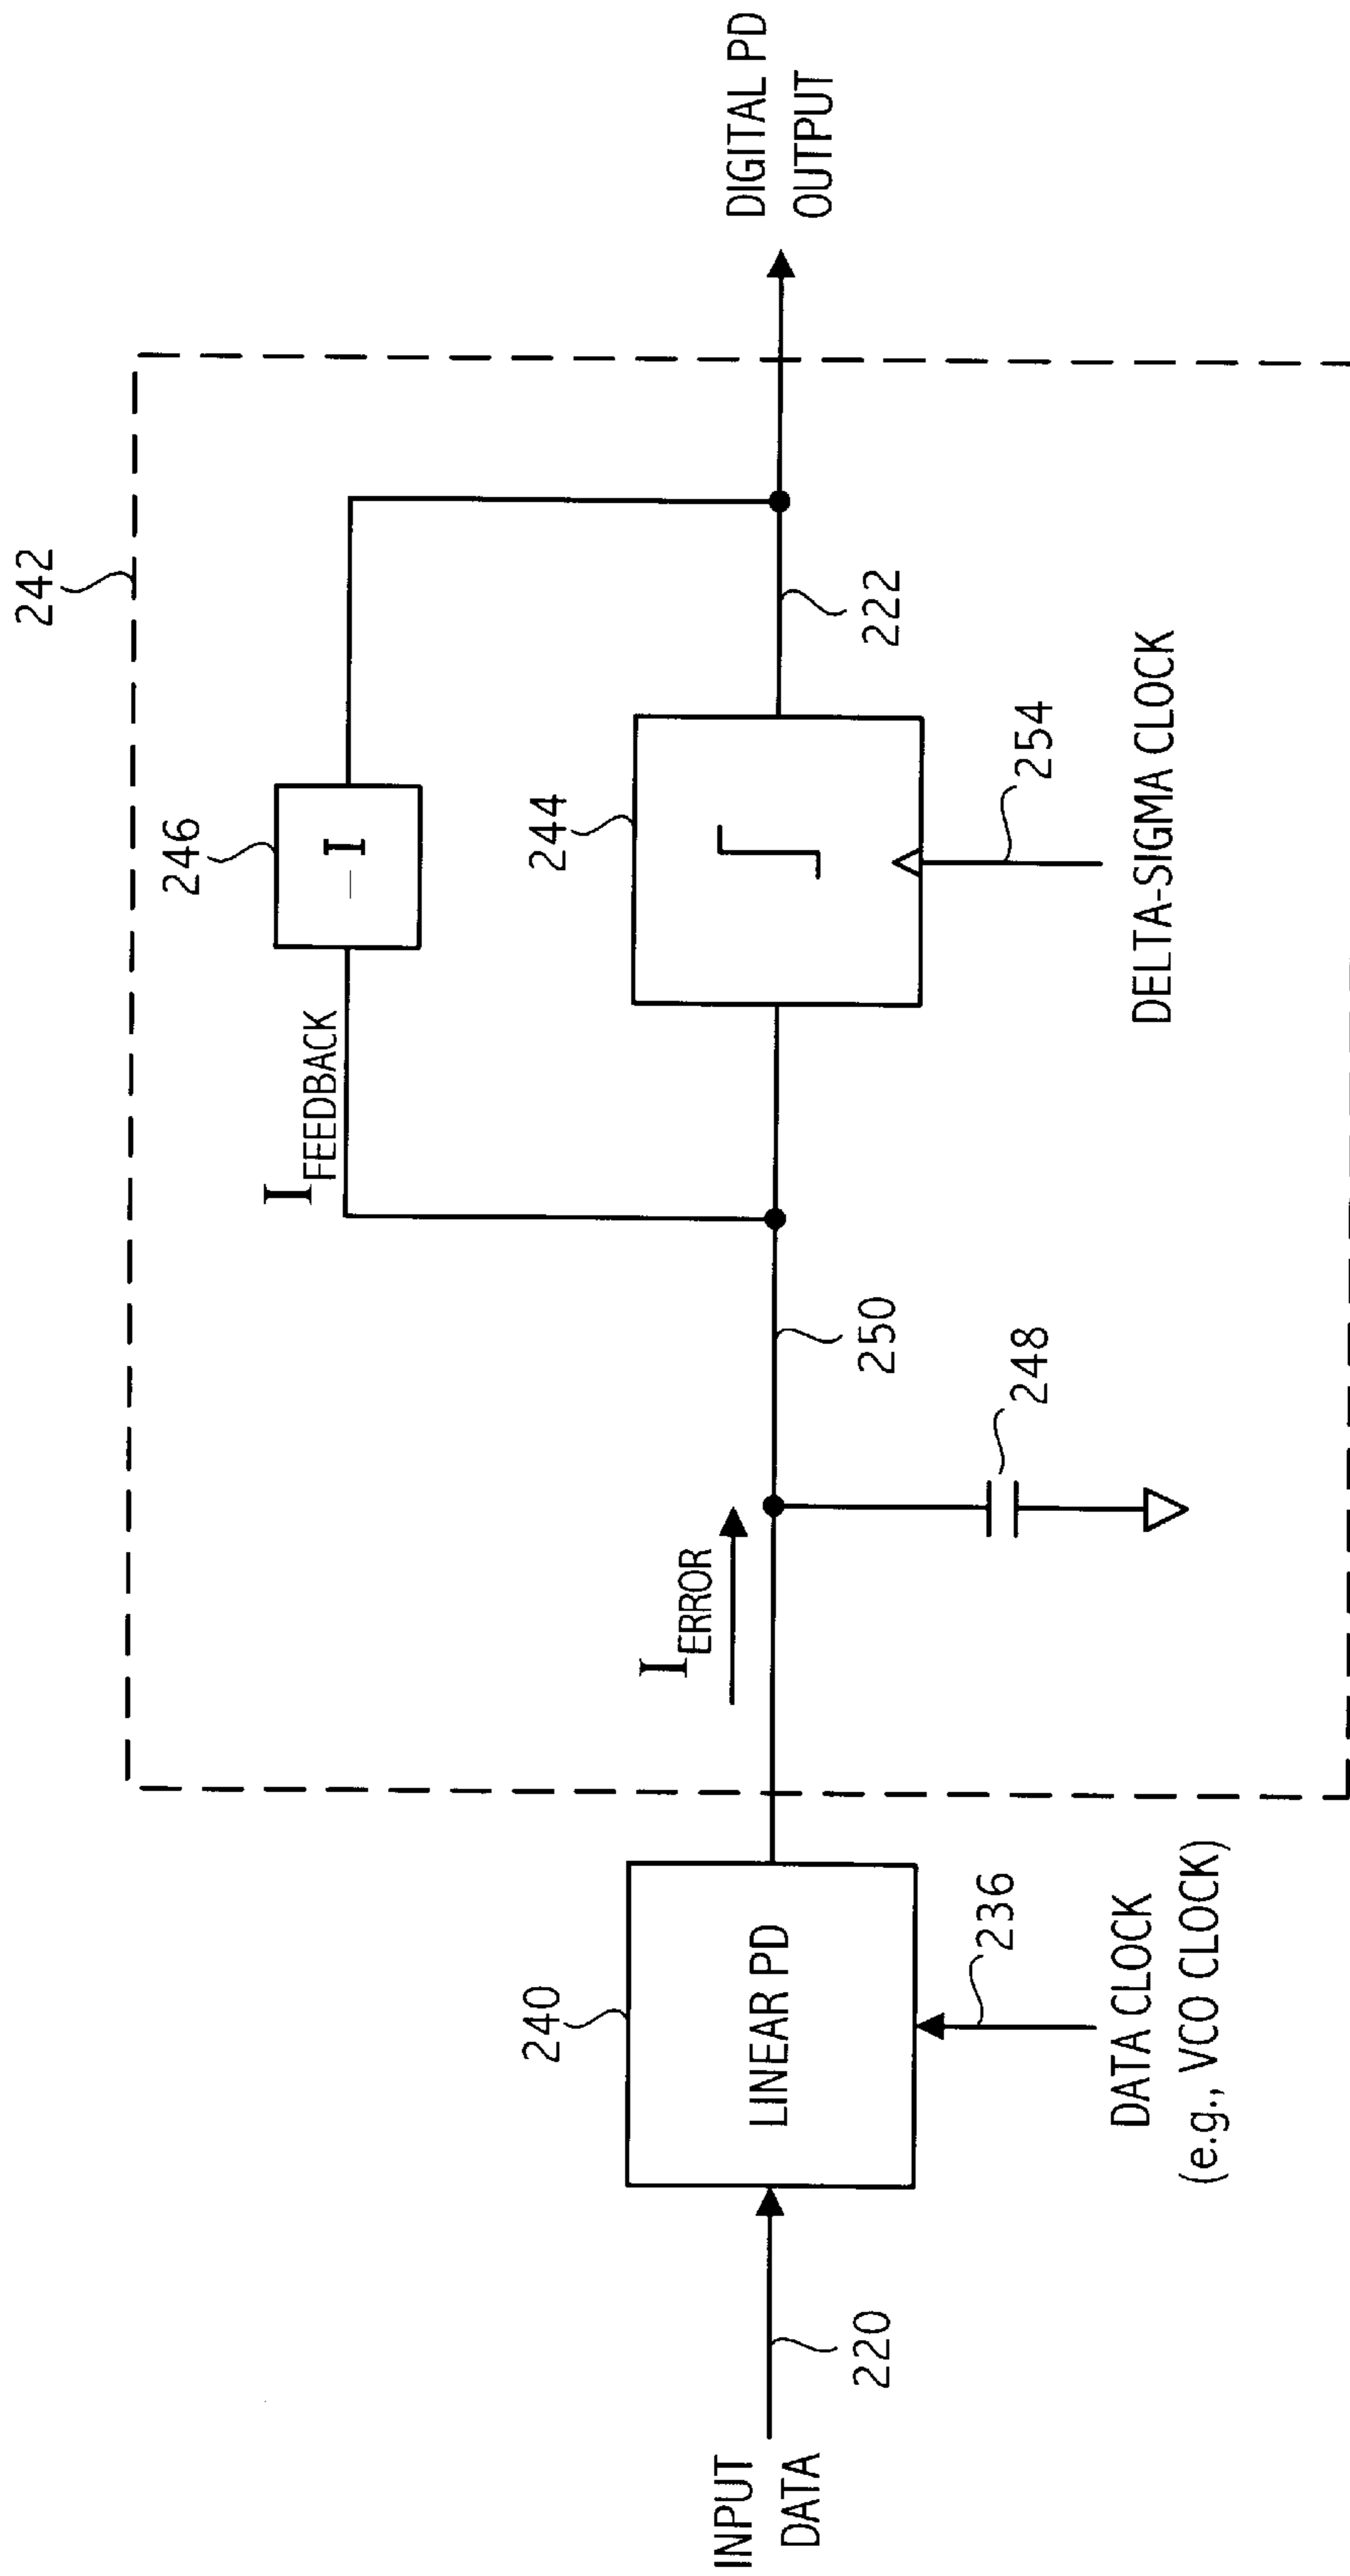 242
246
– I
I FEEDBACK
244
222
DIGITAL PD
OUTPUT
254
DELTA-SIGMA CLOCK
I ERROR
250
248
240
LINEAR PD
236
DATA CLOCK
(e.g., VCO CLOCK)
INPUT
DATA
220